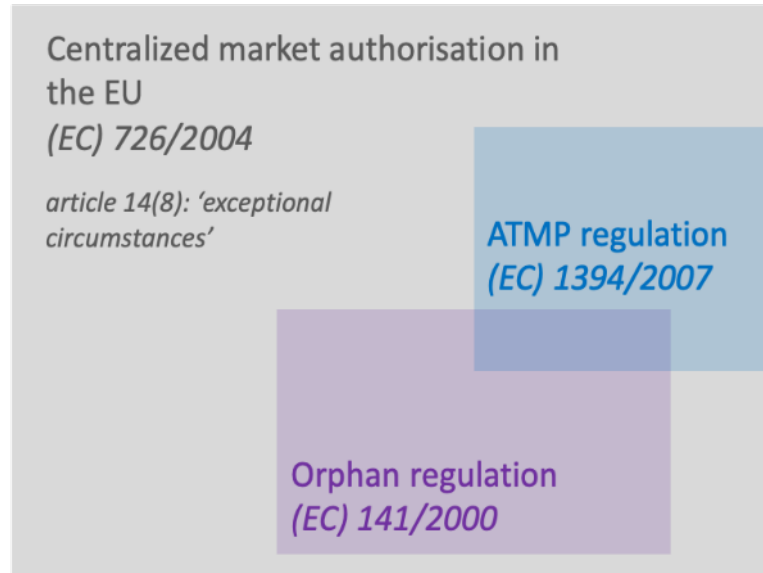 Centralized market authorisation in
the EU
(EC) 726/2004
article 14(8): ‘exceptional
circumstances’
ATMP regulation
(EC) 1394/2007
Orphan regulation
(EC) 141/2000